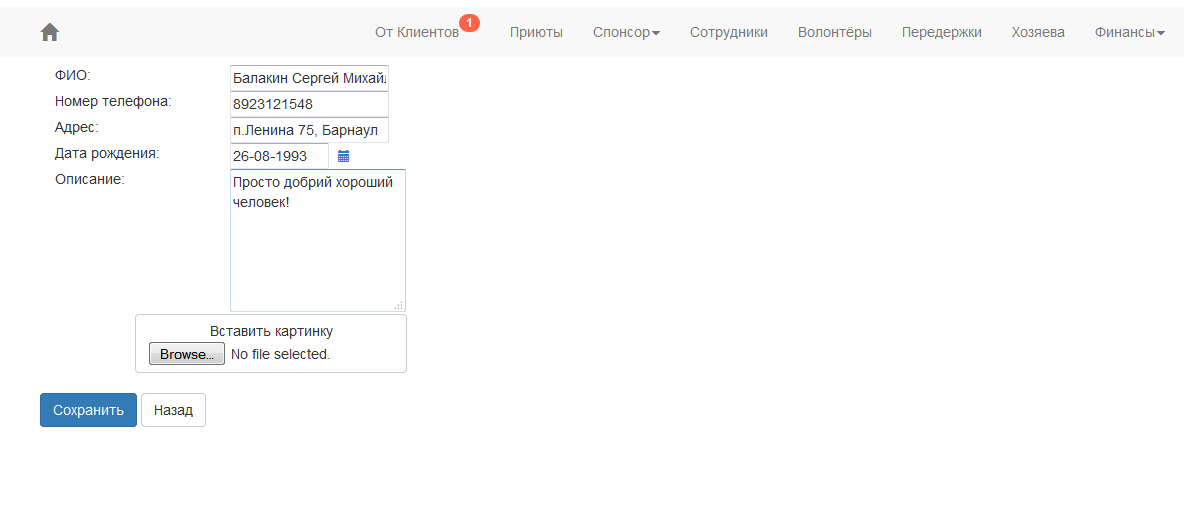 От Клиентов 1 Приюты Спонсор Сотрудники Волонтёры Передержки Хозяева Финансы
ФИО: Балакин Сергей Михай
Номер телефона: 8923121548
Адрес: п.Ленина 75, Барнаул
Дата рождения: 26-08-1993
Описание: Просто добрий хороший
человек!
Вставить картинку
Browse... No file selected.
Сохранить Назад